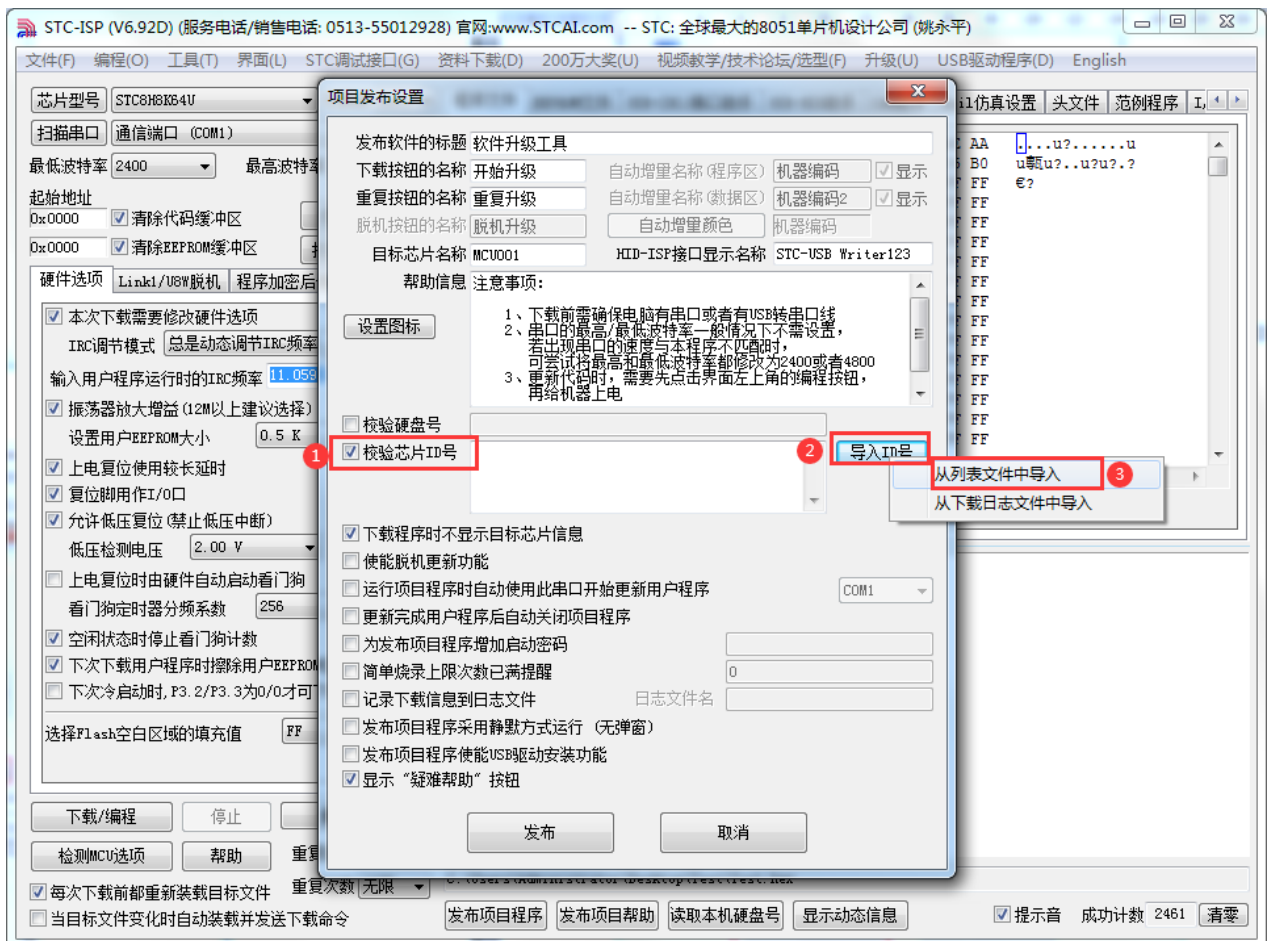 STC-ISP (V6.92D) (服务电话/销售电话: 0513-55012928) 官网:www.STCAI.com -- STC: 全球最大的8051单片机设计公司 (姚永平)
文件(F) 编程(O) 工具(T) 界面(L) STC调试接口(G) 资料下载(D) 200万大奖(U) 视频教学/技术论坛/选型(F) 升级(U) USB驱动程序(D) English
芯片型号 STC8H8K64U
扫描串口 通信端口 (COM1)
最低波特率 2400 最高波特率
起始地址
0x0000 清除代码缓冲区
0x0000 清除EEPROM缓冲区
硬件选项 Link1/U8W脱机 程序加密后
本次下载需要修改硬件选项
IRC调节模式 总是动态调节IRC频率
输入用户程序运行时的IRC频率 11.059
振荡器放大增益(12M以上建议选择)
设置用户EEPROM大小 0.5 K
上电复位使用较长延时
复位脚用作I/O口
允许低压复位(禁止低压中断)
低压检测电压 2.00 V
上电复位时由硬件自动启动看门狗
看门狗定时器分频系数 256
空闲状态时停止看门狗计数
下次下载用户程序时擦除用户EEPROM
下次冷启动时,P3.2/P3.3为0/0才可
选择Flash空白区域的填充值 FF
下载/编程 停止
检测MCU选项 帮助
每次下载前都重新装载目标文件 重复次数 无限
当目标文件变化时自动装载并发送下载命令
项目发布设置
发布软件的标题 软件升级工具
下载按钮的名称 开始升级 自动增量名称(程序区) 机器编码 显示
重复按钮的名称 重复升级 自动增量名称(数据区) 机器编码2 显示
脱机按钮的名称 脱机升级 自动增量颜色 机器编码
目标芯片名称 MCU001 HID-ISP接口显示名称 STC-USB Writer123
帮助信息 注意事项:
设置图标
1、下载前需确保电脑有串口或者有USB转串口线
2、串口的最高/最低波特率一般情况下不需设置,
若出现串口的速度与本程序不匹配时,
可尝试将最高和最低波特率都修改为2400或者4800
3、更新代码时,需要先点击界面左上角的编程按钮,
再给机器上电
校验硬盘号
1 校验芯片ID号 2 导入ID号
从列表文件中导入 3
从下载日志文件中导入
下载程序时不显示目标芯片信息
使能脱机更新功能
运行项目程序时自动使用此串口开始更新用户程序 COM1
更新完成用户程序后自动关闭项目程序
为发布项目程序增加启动密码
简单烧录上限次数已满提醒 0
记录下载信息到日志文件 日志文件名
发布项目程序采用静默方式运行 (无弹窗)
发布项目程序使能USB驱动安装功能
显示 "疑难帮助" 按钮
发布 取消
il仿真设置 头文件 范例程序 I,
AA ....u?......u
B0 u甎u?..u?u?.?
FF €?
FF
FF
FF
FF
FF
FF
FF
FF
FF
FF
FF
FF
FF
发布项目程序 发布项目帮助 读取本机硬盘号 显示动态信息 提示音 成功计数 2461 清零